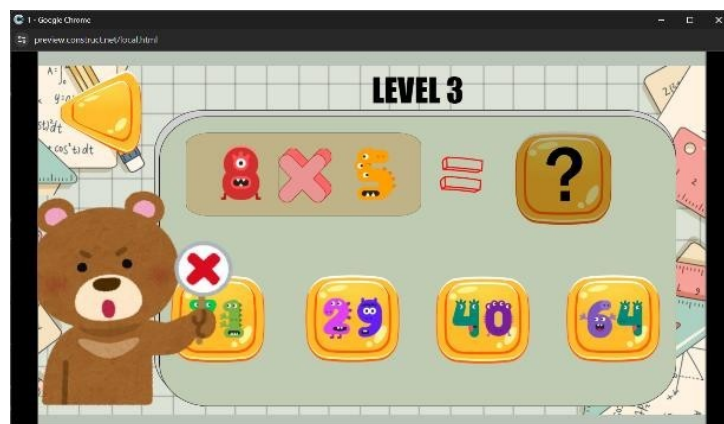 1 - Google Chrome
preview.construct.net/local.html
LEVEL 3
8 × 5 = ?
29
40
64